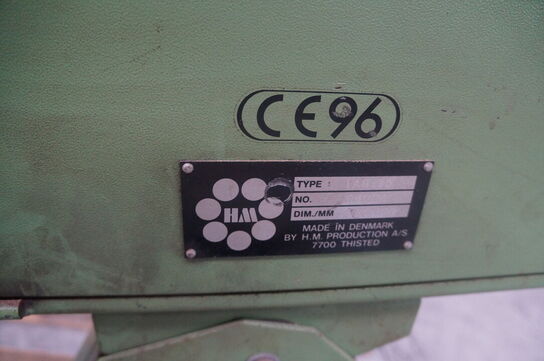 CE96
HM
TYPE :
NO.
DIM./MM
MADE IN DENMARK
BY H.M. PRODUCTION A/S
7700 THISTED